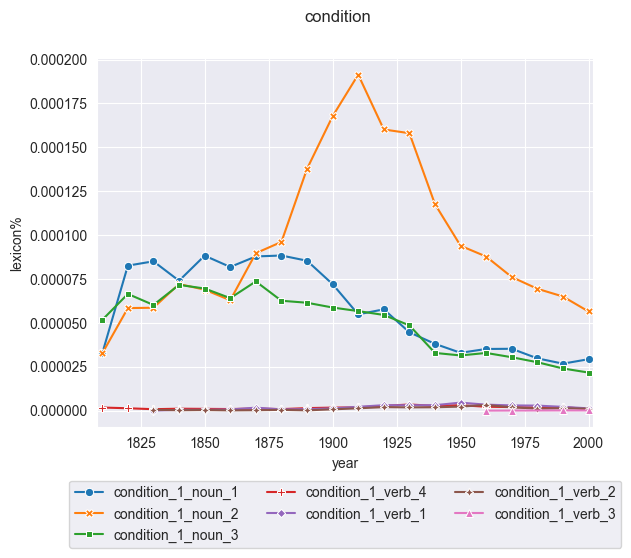 condition
0.000200
0.000175
0.000150
0.000125
0.000100
0.000075
0.000050
0.000025
0.000000
lexicon%
1825 1850 1875 1900 1925 1950 1975 2000
year
condition_1_noun_1 condition_1_verb_4 condition_1_verb_2
condition_1_noun_2 condition_1_verb_1 condition_1_verb_3
condition_1_noun_3